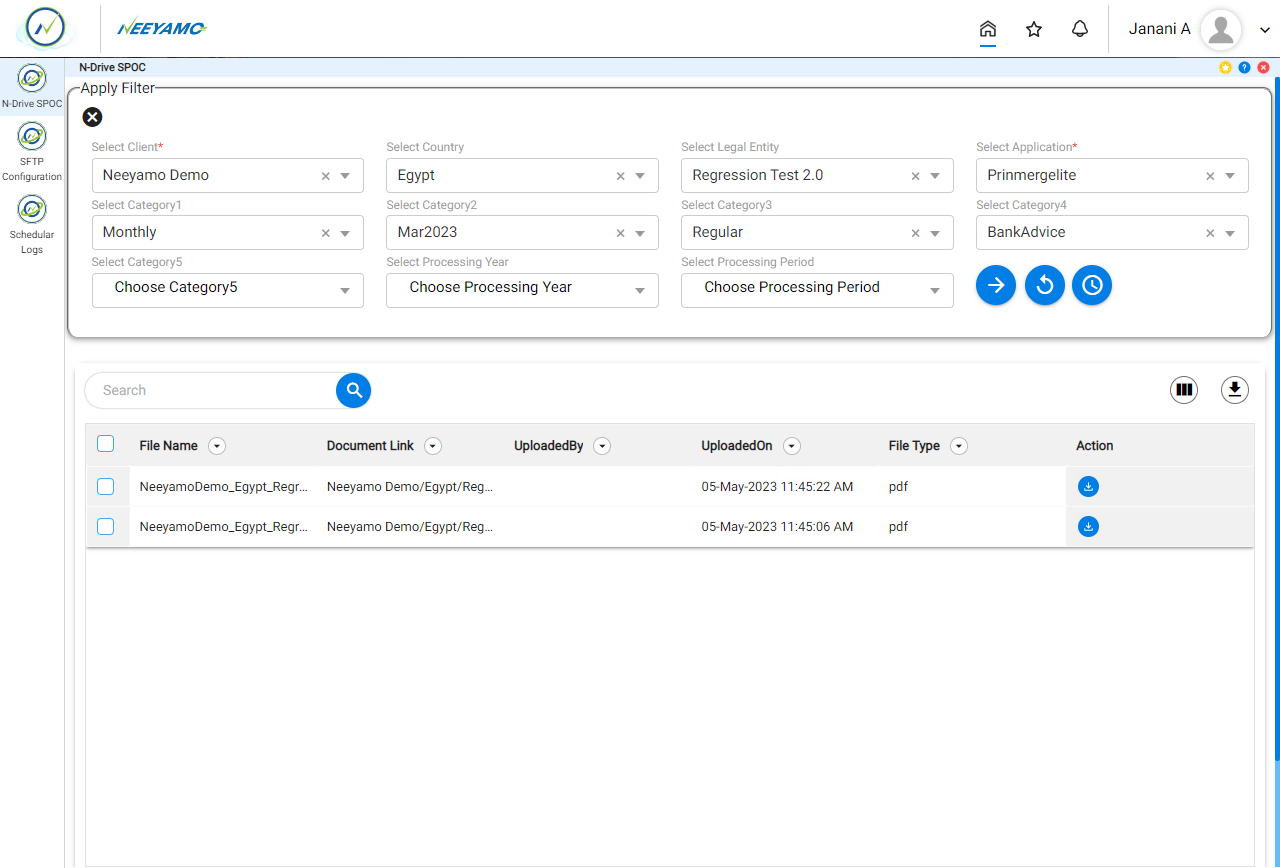 NEEYAMO
Janani A
N-Drive SPOC
N-Drive SPOC
SFTP
Configuration
Schedular
Logs
Apply Filter
Select Client*
Select Country
Select Legal Entity
Select Application*
Neeyamo Demo
Egypt
Regression Test 2.0
Prinmergelite
Select Category1
Select Category2
Select Category3
Select Category4
Monthly
Mar2023
Regular
BankAdvice
Select Category5
Select Processing Year
Select Processing Period
Choose Category5
Choose Processing Year
Choose Processing Period
Search
File Name
Document Link
UploadedBy
UploadedOn
File Type
Action
NeeyamoDemo_Egypt_Regr...
Neeyamo Demo/Egypt/Reg...
05-May-2023 11:45:22 AM
pdf
NeeyamoDemo_Egypt_Regr...
Neeyamo Demo/Egypt/Reg...
05-May-2023 11:45:06 AM
pdf